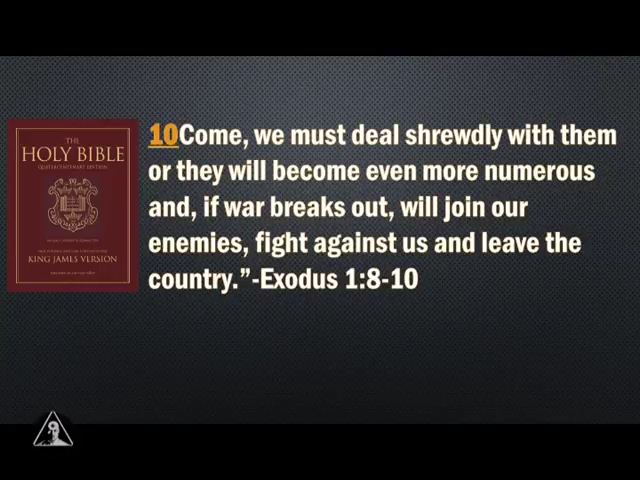 THE
HOLY BIBLE
QUATERCENTENARY EDITION
KING JAMES VERSION
10Come, we must deal shrewdly with them
or they will become even more numerous
and, if war breaks out, will join our
enemies, fight against us and leave the
country.”-Exodus 1:8-10